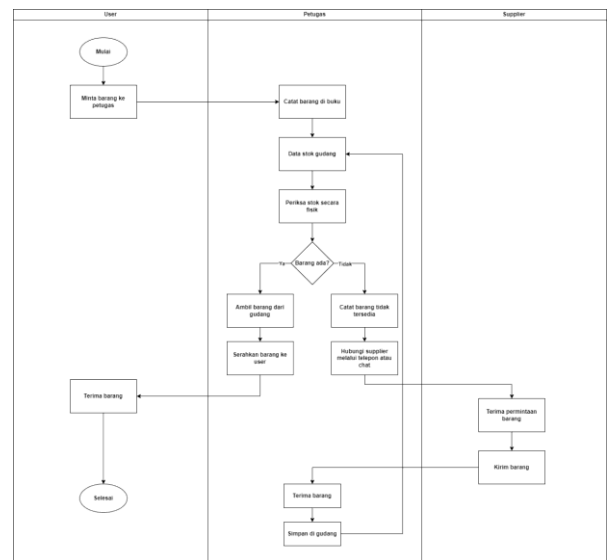 User
Petugas
Supplier
Mulai
Minta barang ke
petugas
Catat barang di buku
Data stok gudang
Periksa stok secara
fisik
Barang ada?
Ya
Tidak
Ambil barang dari
gudang
Catat barang tidak
tersedia
Serahkan barang ke
user
Hubungi supplier
melalui telepon atau
chat
Terima barang
Terima permintaan
barang
Kirim barang
Selesai
Terima barang
Simpan di gudang